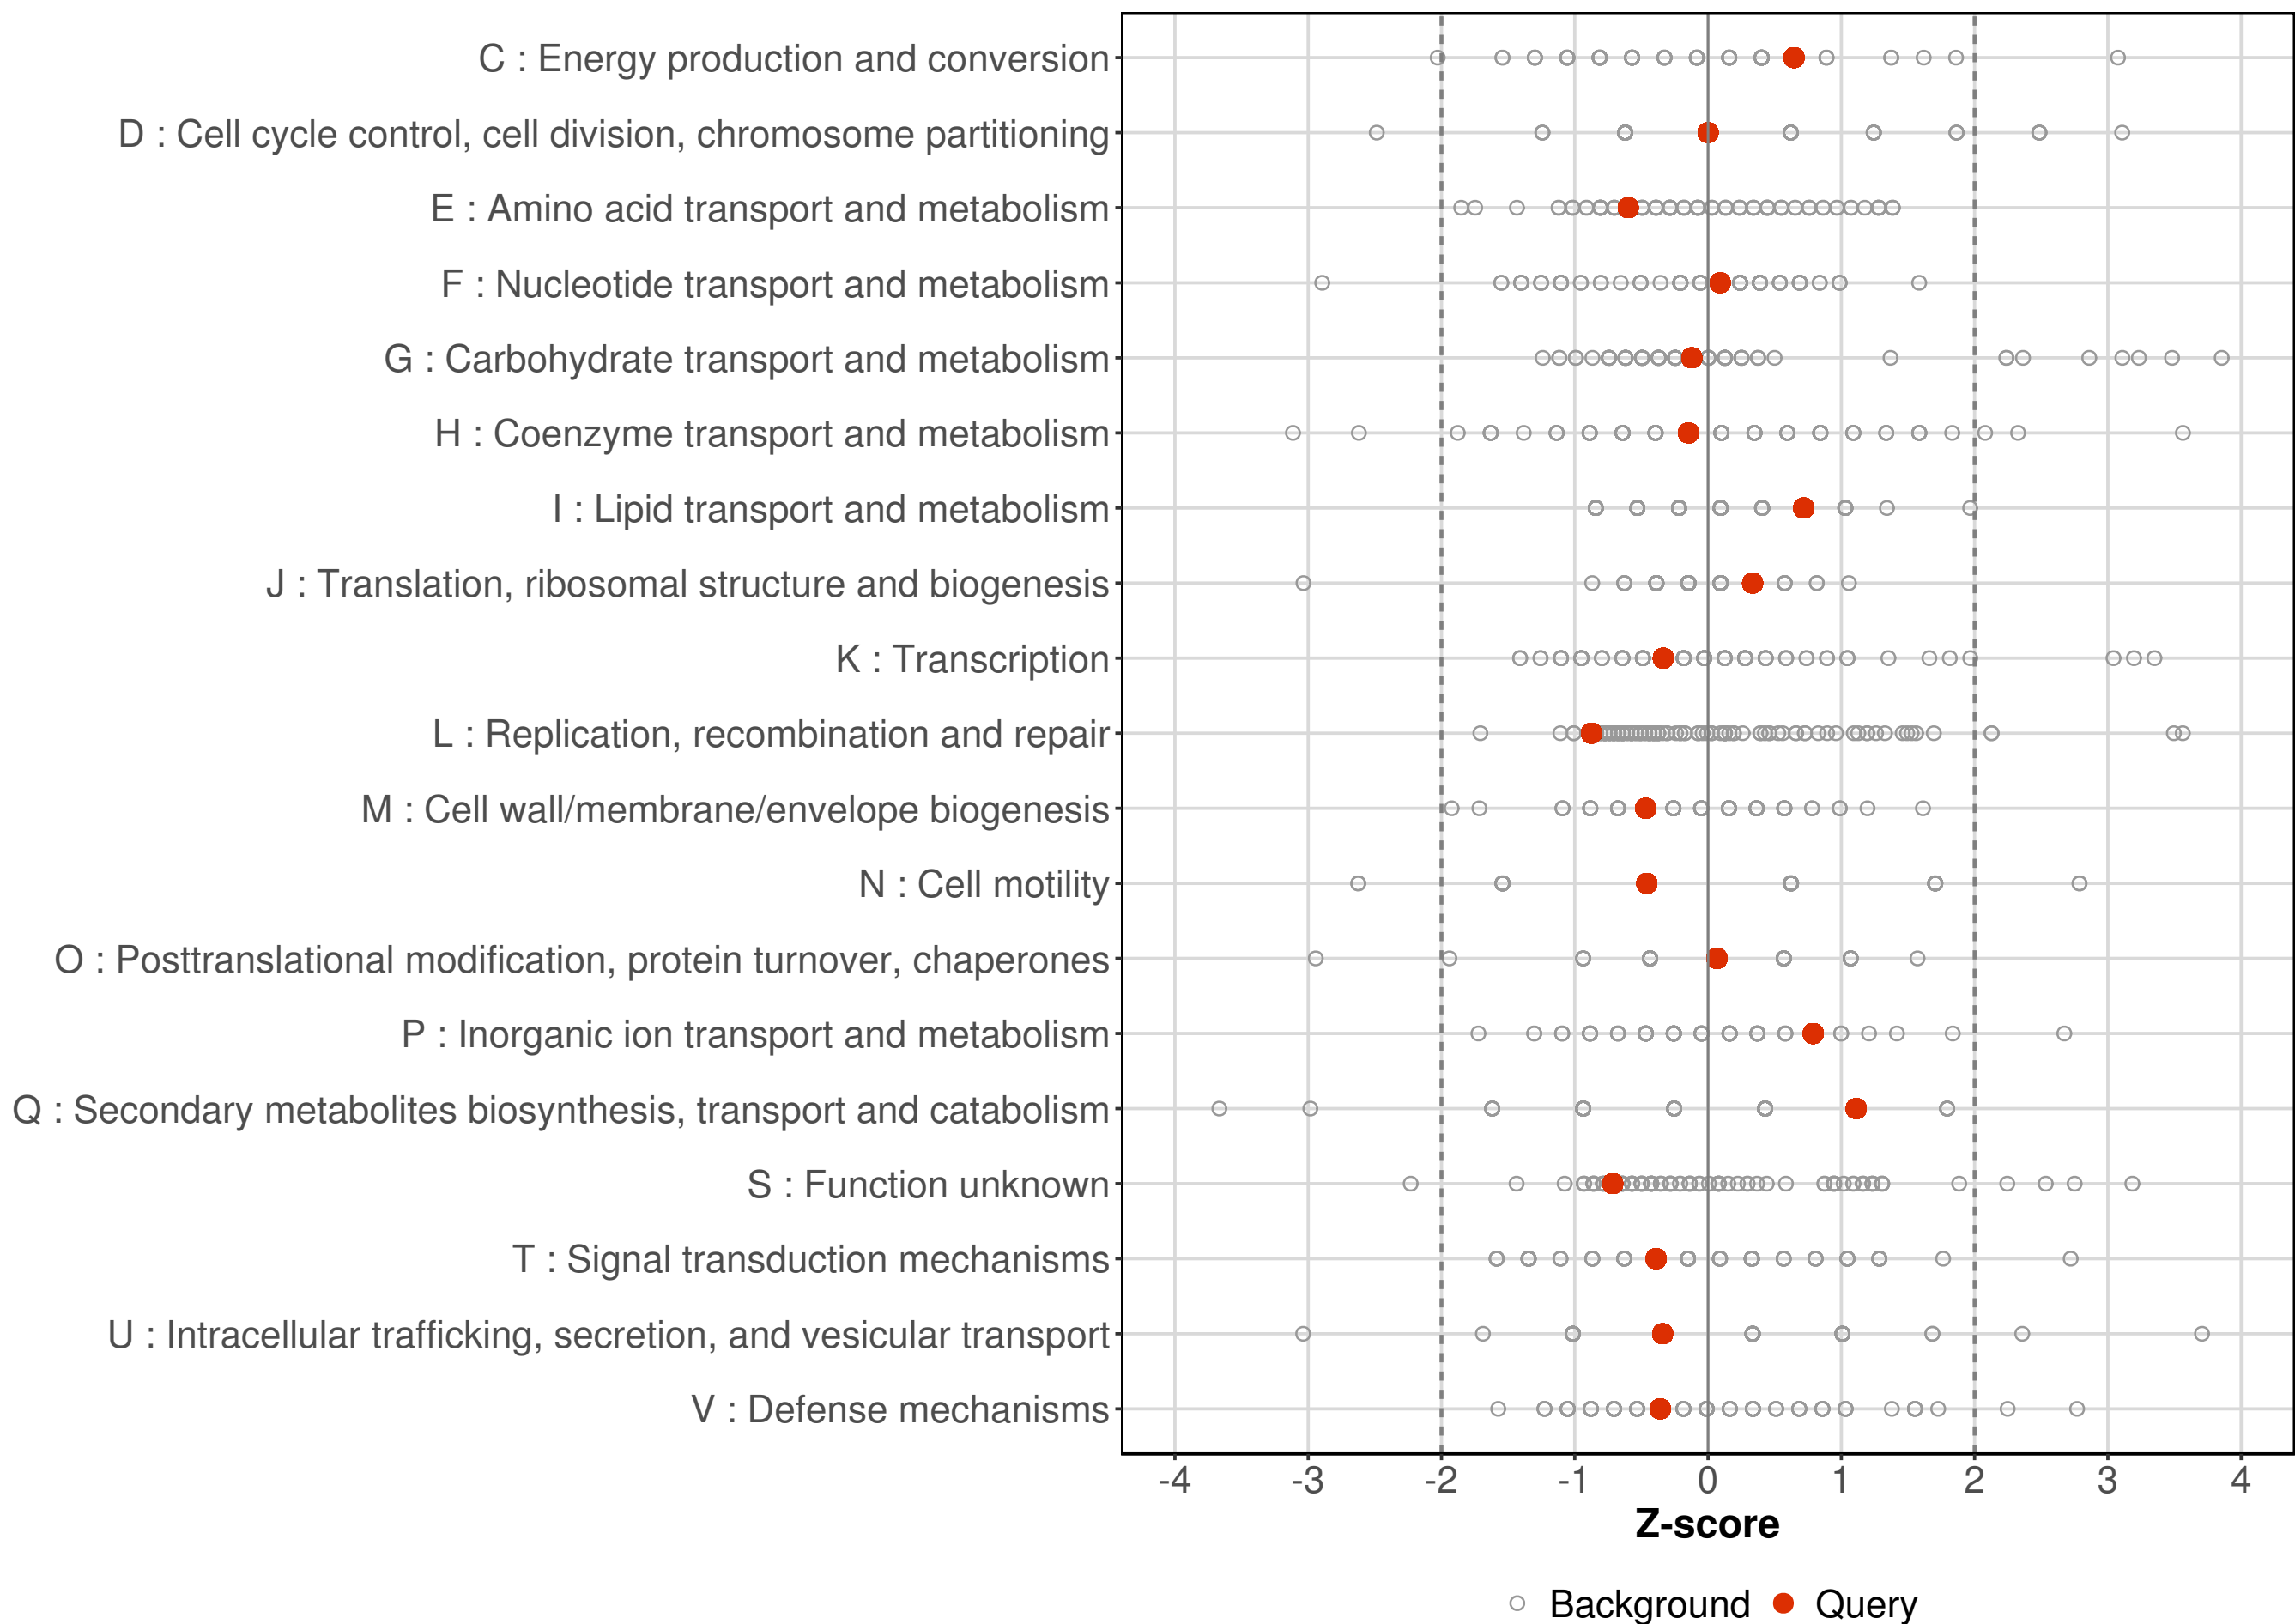 C : Energy production and conversion
D : Cell cycle control, cell division, chromosome partitioning
E : Amino acid transport and metabolism
F : Nucleotide transport and metabolism
G : Carbohydrate transport and metabolism
H : Coenzyme transport and metabolism
I : Lipid transport and metabolism
J : Translation, ribosomal structure and biogenesis
K : Transcription
L : Replication, recombination and repair
M : Cell wall/membrane/envelope biogenesis
N : Cell motility
O : Posttranslational modification, protein turnover, chaperones
P : Inorganic ion transport and metabolism
Q : Secondary metabolites biosynthesis, transport and catabolism
S : Function unknown
T : Signal transduction mechanisms
U : Intracellular trafficking, secretion, and vesicular transport
V : Defense mechanisms
-4 -3 -2 -1 0 1 2 3 4
Z-score
Background Query